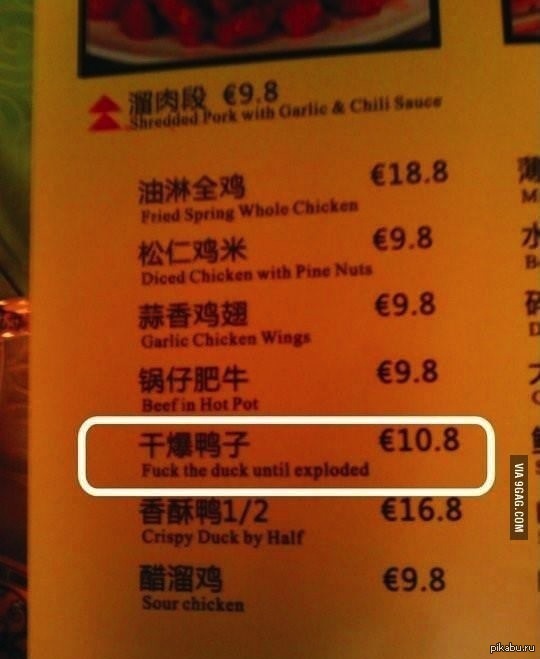 溜肉段 €9.8
Shredded Pork with Garlic & Chili Sauce
油淋全鸡 €18.8
Fried Spring Whole Chicken
松仁鸡米 €9.8
Diced Chicken with Pine Nuts
蒜香鸡翅 €9.8
Garlic Chicken Wings
锅仔肥牛 €9.8
Beef in Hot Pot
干爆鸭子 €10.8
Fuck the duck until exploded
香酥鸭1/2 €16.8
Crispy Duck by Half
醋溜鸡 €9.8
Sour chicken
薄
M
水
B
D
VIA 9GAG.COM
pikabu.ru